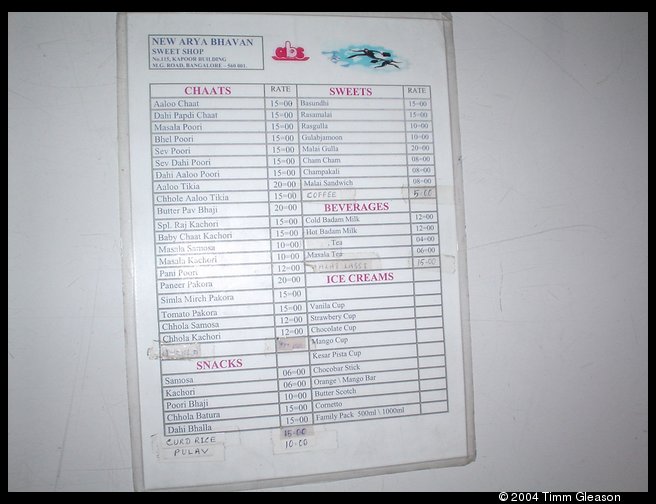 NEW ARYA BHAVAN
SWEET SHOP
No.115, KAPOOR BUILDING
M.G. ROAD, BANGALORE - 560 001.
abs
CHAATS RATE
Aaloo Chaat 15=00
Dahi Papdi Chaat 15=00
Masala Poori 15=00
Bhel Poori 15=00
Sev Poori 15=00
Sev Dahi Poori 15=00
Dahi Aaloo Poori 15=00
Aaloo Tikia 20=00
Chhole Aaloo Tikia 15=00
Butter Pav Bhaji 20=00
Spl. Raj Kachori 15=00
Baby Chaat Kachori 15=00
Masala Samosa 10=00
Masala Kachori 10=00
Pani Poori 12=00
Paneer Pakora 20=00
Simla Mirch Pakora 15=00
Tomato Pakora 15=00
Chhola Samosa 12=00
Chhola Kachori 12=00
SNACKS
Samosa 06=00
Kachori 06=00
Poori Bhaji 10=00
Chhola Batura 15=00
Dahi Bhalla 15=00
CURD RICE 15.00
PULAV 10.00
SWEETS RATE
Basundhi 15=00
Rasamalai 15=00
Rasgulla 10=00
Gulabjamoon 10=00
Malai Gulla 20=00
Cham Cham 08=00
Champakali 08=00
Malai Sandwich 08=00
COFFEE 5.00
BEVERAGES
Cold Badam Milk 12=00
Hot Badam Milk 12=00
Tea 04=00
Masala Tea 06=00
LASSI 15=00
ICE CREAMS
Vanila Cup
Strawbery Cup
Chocolate Cup
Mango Cup
Kesar Pista Cup
Chocobar Stick
Orange \ Mango Bar
Butter Scotch
Cornetto
Family Pack 500ml \ 1000ml
© 2004 Timm Gleason